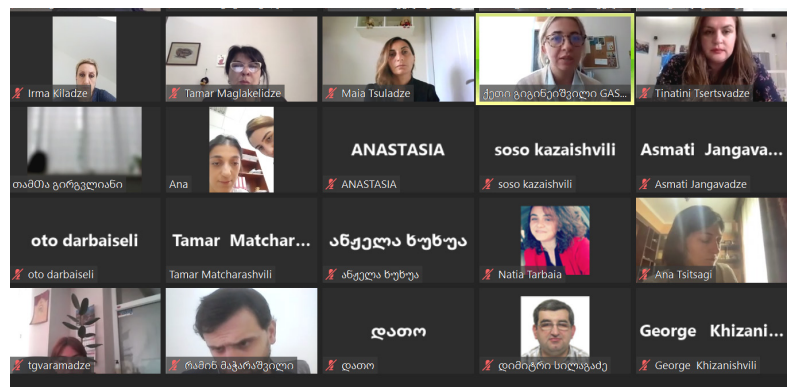 Irma Kiladze
Tamar Maglakelidze
Maia Tsuladze
ქეთი გიგინეიშვილი GAS...
Tinatini Tsertsvadze
თამთა გირგვლიანი
Ana
ANASTASIA
ANASTASIA
soso kazaishvili
soso kazaishvili
Asmati Jangava...
Asmati Jangavadze
oto darbaiseli
oto darbaiseli
Tamar Matchar...
Tamar Matcharashvili
ანჟელა ხუხუა
ანჟელა ხუხუა
Natia Tarbaia
Ana Tsitsagi
tgvaramadze
რამინ მაჭარაშვილი
დათო
დათო
დიმიტრი სილაგაძე
George Khizani...
George Khizanishvili